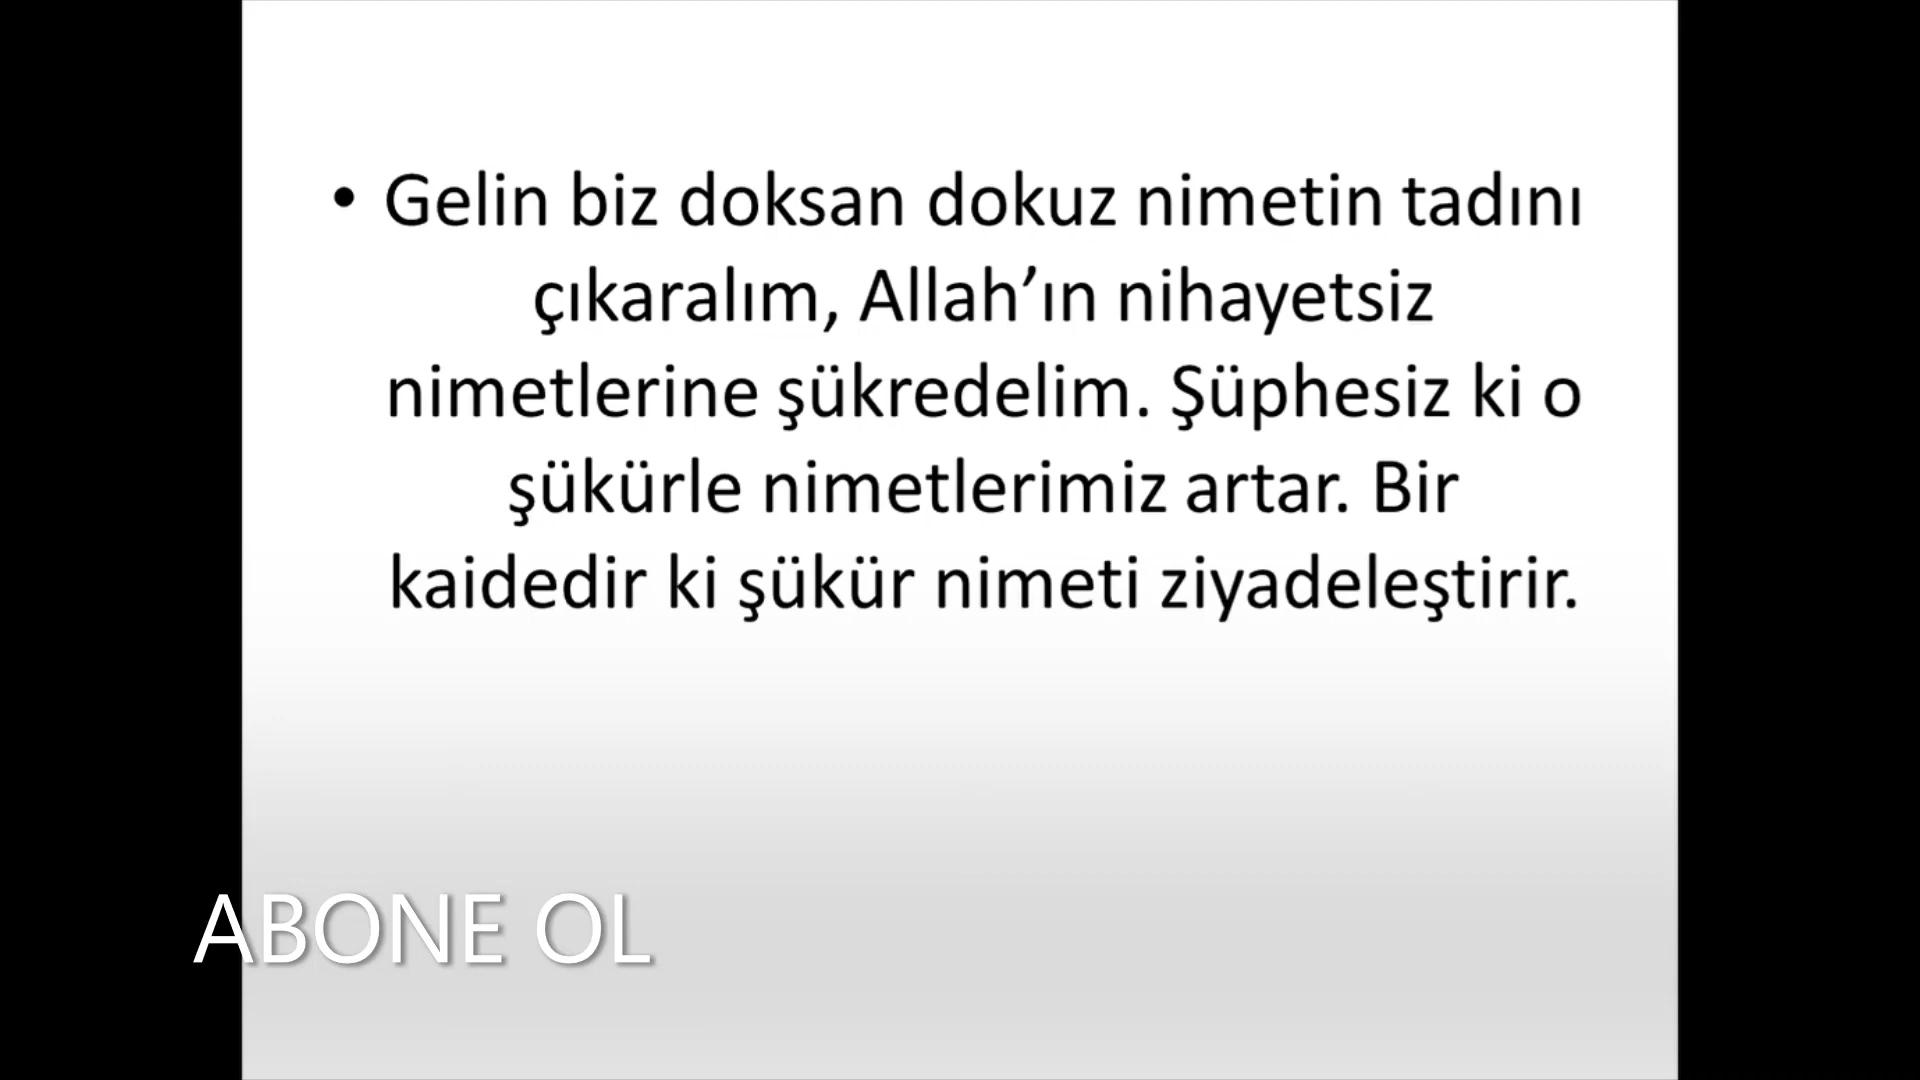 • Gelin biz doksan dokuz nimetin tadını
çıkaralım, Allah’ın nihayetsiz
nimetlerine şükredelim. Şüphesiz ki o
şükürle nimetlerimiz artar. Bir
kaidedir ki şükür nimeti ziyadeleştirir.
ABONE OL